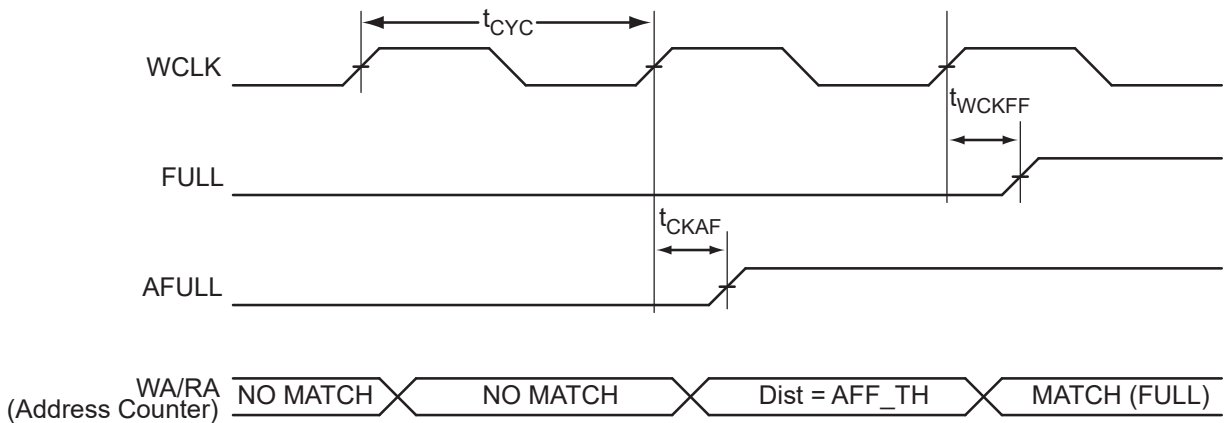 tCYC
WCLK
tWCKFF
FULL
tCKAF
AFULL
WA/RA
(Address Counter)
NO MATCH
NO MATCH
Dist = AFF_TH
MATCH (FULL)